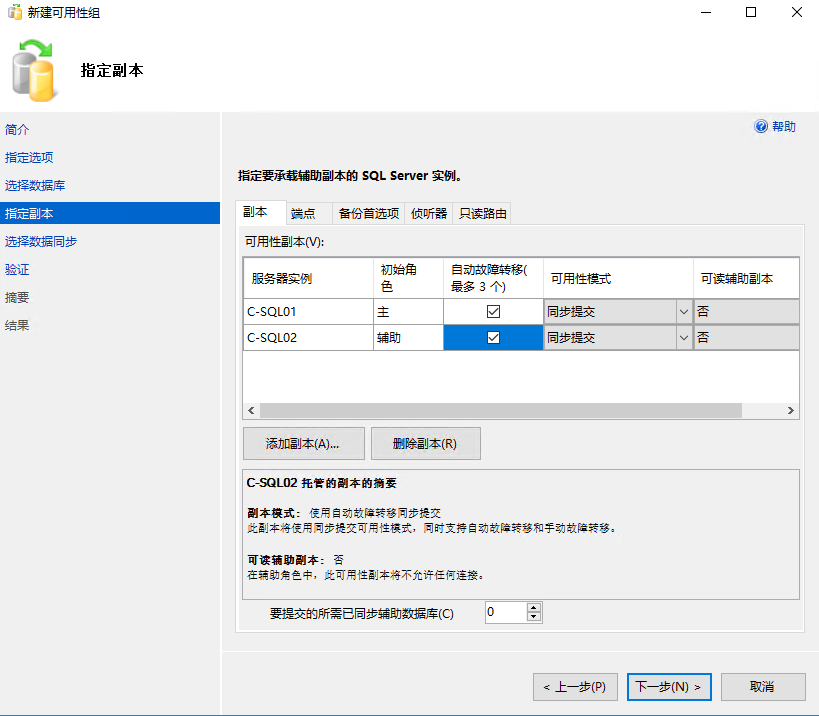 新建可用性组
指定副本
简介
指定选项
选择数据库
指定副本
选择数据同步
验证
摘要
结果
帮助
指定要承载辅助副本的 SQL Server 实例。
副本 端点 备份首选项 侦听器 只读路由
可用性副本(V):
服务器实例 初始角色 自动故障转移(最多 3 个) 可用性模式 可读辅助副本
C-SQL01 主 同步提交 否
C-SQL02 辅助 同步提交 否
添加副本(A)... 删除副本(R)
C-SQL02 托管的副本的摘要
副本模式： 使用自动故障转移同步提交
此副本将使用同步提交可用性模式，同时支持自动故障转移和手动故障转移。
可读辅助副本： 否
在辅助角色中，此可用性副本将不允许任何连接。
要提交的所需已同步辅助数据库(C) 0
< 上一步(P) 下一步(N) > 取消